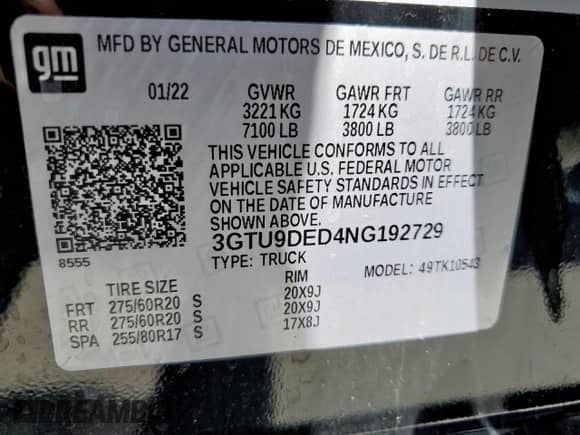 gm
MFD BY GENERAL MOTORS DE MEXICO, S. DE R.L. DE C.V.
01/22 GVWR GAWR FRT GAWR RR
3221 KG 1724 KG 1724 KG
7100 LB 3800 LB 3800 LB
THIS VEHICLE CONFORMS TO ALL
APPLICABLE U.S. FEDERAL MOTOR
VEHICLE SAFETY STANDARDS IN EFFECT
ON THE DATE OF MANUFACTURE
SHOWN ABOVE.
3GTU9DED4NG192729
8555 TYPE: TRUCK MODEL: 49TK10543
TIRE SIZE RIM
FRT 275/60R20 S 20X9J
RR 275/60R20 S 20X9J
SPA 255/80R17 S 17X8J